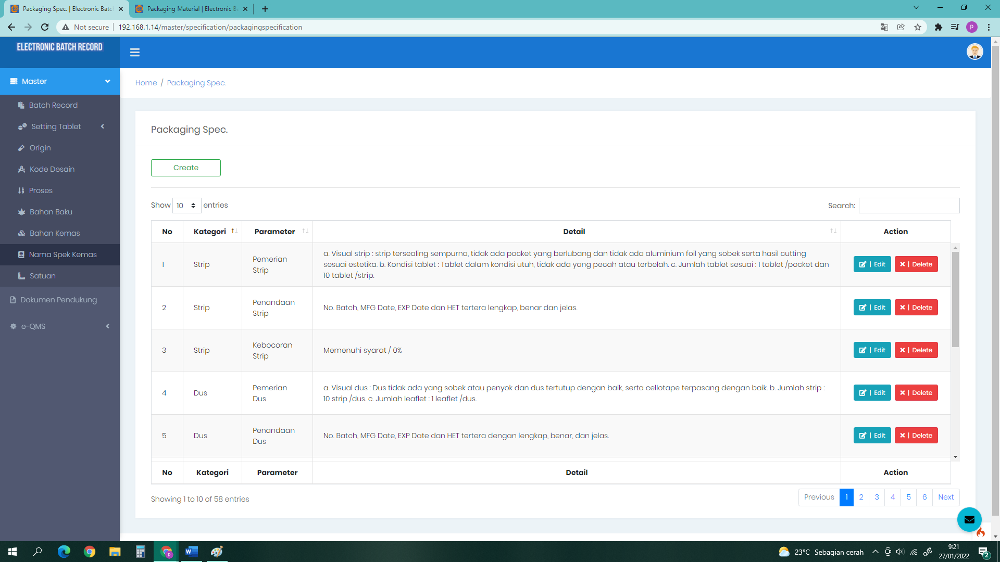 Packaging Spec. | Electronic Batc
Packaging Material | Electronic B
Not secure
192.168.1.14/master/specification/packagingspecification
P
ELECTRONIC BATCH RECORD
Master
Batch Record
Setting Tablet
Origin
Kode Desain
Proses
Bahan Baku
Bahan Kemas
Nama Spek Kemas
Satuan
Dokumen Pendukung
e-QMS
Home / Packaging Spec.
Packaging Spec.
Create
Show 10 entries
Search:
No Kategori Parameter Detail Action
1 Strip Pemerian Strip
a. Visual strip : strip tersealing sempurna, tidak ada pocket yang berlubang dan tidak ada aluminium foil yang sobek serta hasil cutting
sesuai estetika. b. Kondisi tablet : Tablet dalam kondisi utuh, tidak ada yang pecah atau terbelah. c. Jumlah tablet sesuai : 1 tablet /pocket dan
10 tablet /strip.
| Edit | Delete
2 Strip Penandaan Strip
No. Batch, MFG Date, EXP Date dan HET tertera lengkap, benar dan jelas.
| Edit | Delete
3 Strip Kebocoran Strip
Memenuhi syarat / 0%
| Edit | Delete
4 Dus Pemerian Dus
a. Visual dus : Dus tidak ada yang sobek atau penyok dan dus tertutup dengan baik, serta cellotape terpasang dengan baik. b. Jumlah strip :
10 strip /dus. c. Jumlah leaflet : 1 leaflet /dus.
| Edit | Delete
5 Dus Penandaan Dus
No. Batch, MFG Date, EXP Date dan HET tertera dengan lengkap, benar, dan jelas.
| Edit | Delete
No Kategori Parameter Detail Action
Showing 1 to 10 of 58 entries
Previous 1 2 3 4 5 6 Next
23°C Sebagian cerah
9:21
27/01/2022
2